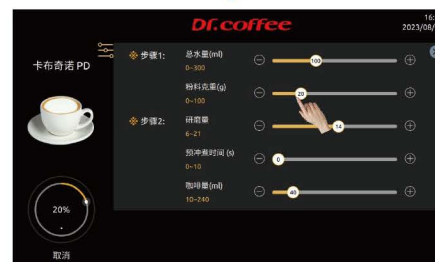 Dr.coffee
16:
2023/08/
卡布奇诺 PD
步骤1:
总水量(ml)
0~300
100
粉料克重(g)
0~100
20
步骤2:
研磨量
6~21
14
预冲煮时间 (s)
0~10
0
咖啡量(ml)
10~240
40
20%
取消